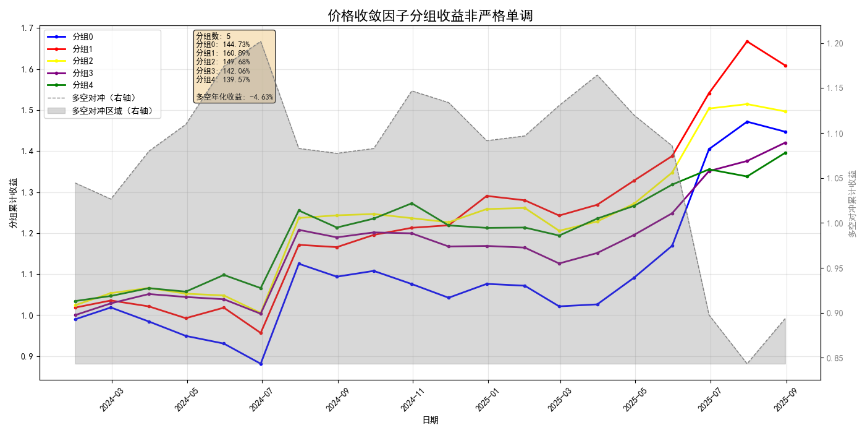 价格收敛因子分组收益非严格单调
分组0
分组1
分组2
分组3
分组4
多空对冲（右轴）
多空对冲区域（右轴）
分组数: 5
分组0: 144.73%
分组1: 160.89%
分组2: 149.68%
分组3: 142.06%
分组4: 139.57%
多空年化收益: -4.63%
分组累计收益
1.7
1.6
1.5
1.4
1.3
1.2
1.1
1.0
0.9
多空对冲累计收益
1.20
1.15
1.10
1.05
1.00
0.95
0.90
0.85
2024-03
2024-05
2024-07
2024-09
2024-11
2025-01
2025-03
2025-05
2025-07
2025-09
日期